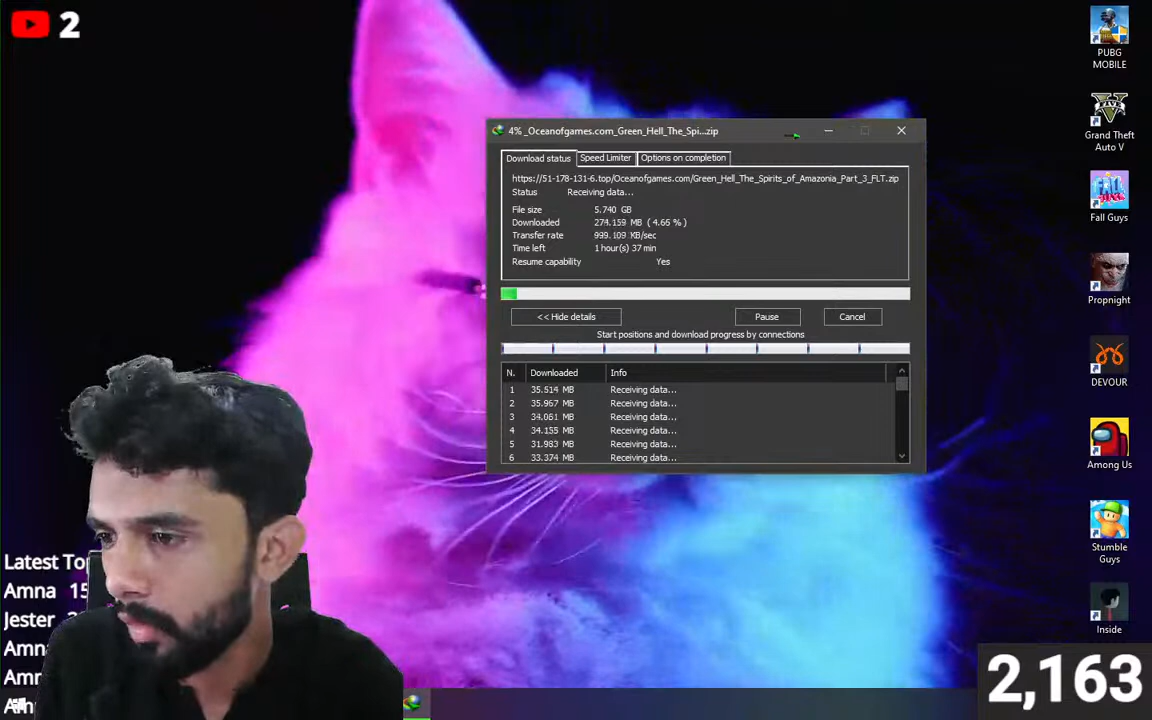 2
PUBG
MOBILE
Grand Theft
Auto V
Fall Guys
Propnight
DEVOUR
Among Us
Stumble
Guys
Inside
4% _Oceanofgames.com_Green_Hell_The_Spi...zip
Download status
Speed Limiter
Options on completion
https://51-178-131-6.top/Oceanofgames.com/Green_Hell_The_Spirits_of_Amazonia_Part_3_FLT.zip
Status Receiving data...
File size 5.740 GB
Downloaded 274.159 MB ( 4.66 % )
Transfer rate 999.109 KB/sec
Time left 1 hour(s) 37 min
Resume capability Yes
<< Hide details
Pause
Cancel
Start positions and download progress by connections
N. Downloaded Info
1 35.514 MB Receiving data...
2 35.967 MB Receiving data...
3 34.061 MB Receiving data...
4 34.155 MB Receiving data...
5 31.983 MB Receiving data...
6 33.374 MB Receiving data...
Latest Top
Amna 15
Jester
2,163